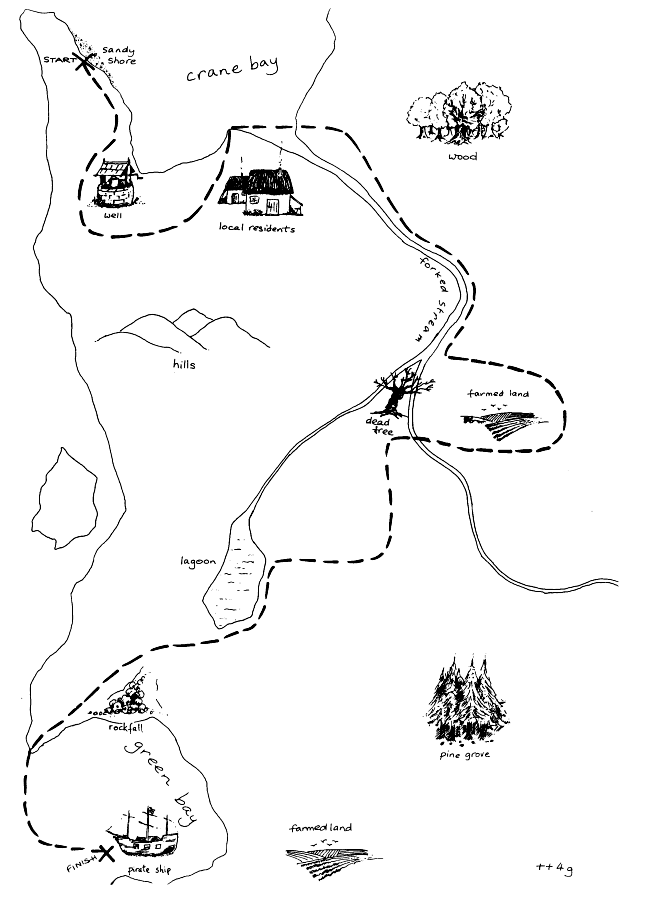 START
sandy
shore
crane bay
wood
well
local residents
forked stream
hills
dead
tree
farmed land
lagoon
rockfall
green bay
pine grove
FINISH
pirate ship
farmed land
++4g